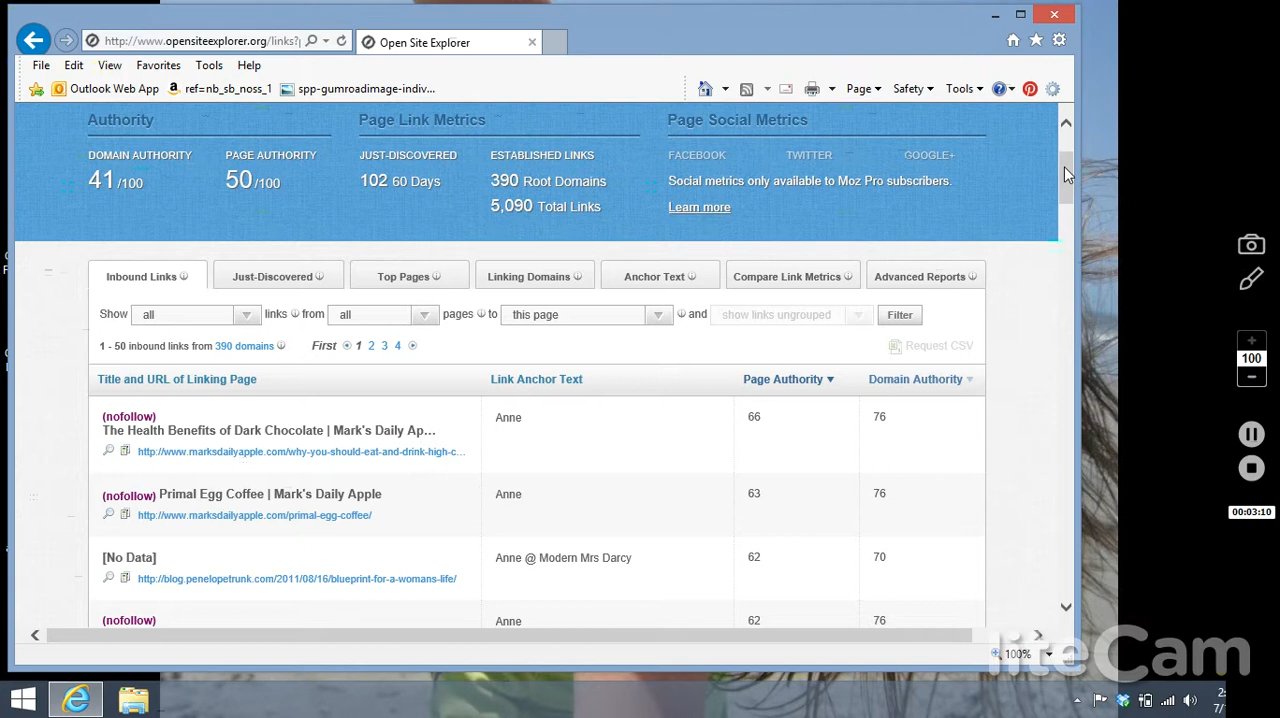 http://www.opensiteexplorer.org/links?
Open Site Explorer
File Edit View Favorites Tools Help
Outlook Web App ref=nb_sb_noss_1 spp-gumroadimage-indiv...
Page Safety Tools
Authority Page Link Metrics Page Social Metrics
DOMAIN AUTHORITY PAGE AUTHORITY JUST-DISCOVERED ESTABLISHED LINKS FACEBOOK TWITTER GOOGLE+
41 /100 50 /100 102 60 Days 390 Root Domains Social metrics only available to Moz Pro subscribers.
5,090 Total Links Learn more
Inbound Links Just-Discovered Top Pages Linking Domains Anchor Text Compare Link Metrics Advanced Reports
Show all links from all pages to this page and show links ungrouped Filter
1 - 50 inbound links from 390 domains First 1 2 3 4 Request CSV
Title and URL of Linking Page Link Anchor Text Page Authority Domain Authority
(nofollow) Anne 66 76
The Health Benefits of Dark Chocolate | Mark's Daily Ap...
http://www.marksdailyapple.com/why-you-should-eat-and-drink-high-c...
(nofollow) Primal Egg Coffee | Mark's Daily Apple Anne 63 76
http://www.marksdailyapple.com/primal-egg-coffee/
[No Data] Anne @ Modern Mrs Darcy 62 70
http://blog.penelopetrunk.com/2011/08/16/blueprint-for-a-womans-life/
(nofollow) Anne 62 76
100%
100
00:03:10
liteCam